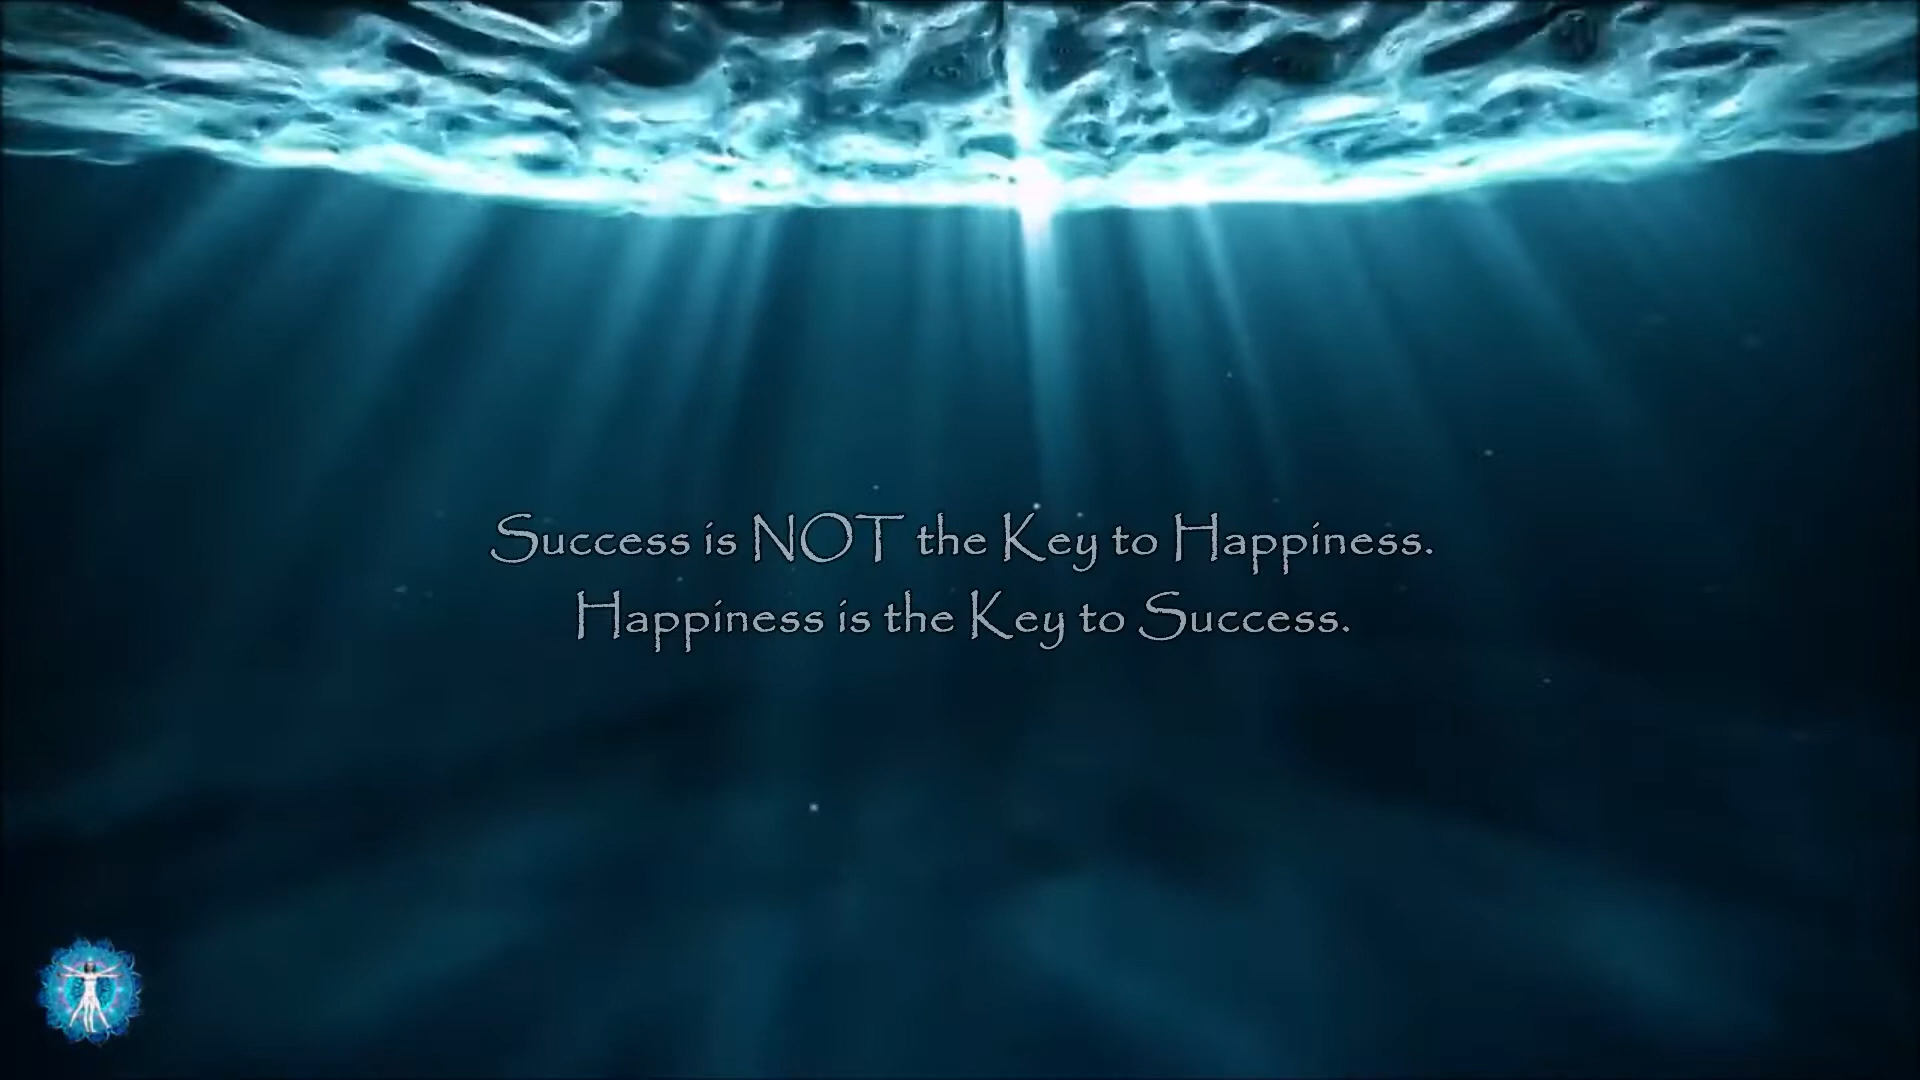 Success is NOT the Key to Happiness.
Happiness is the Key to Success.